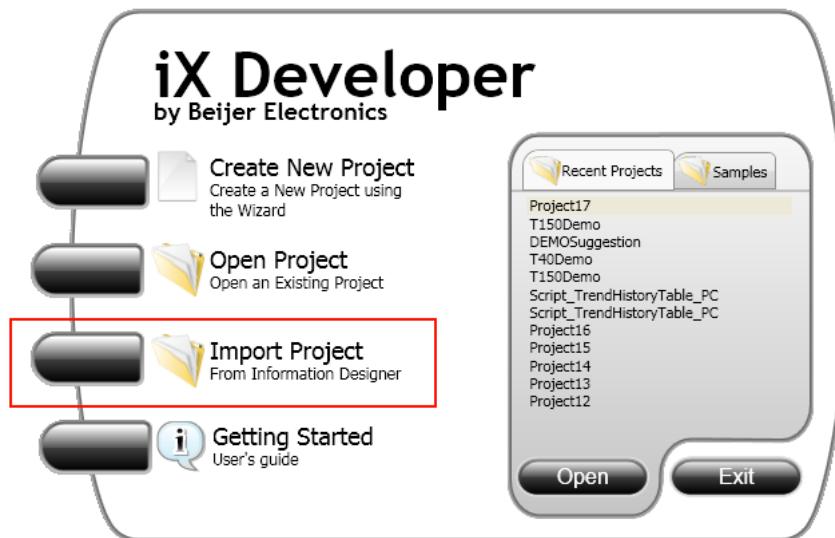 iX Developer
by Beijer Electronics
Create New Project
Create a New Project using
the Wizard
Open Project
Open an Existing Project
Import Project
From Information Designer
Getting Started
User's guide
Recent Projects
Samples
Project17
T150Demo
DEMOSuggestion
T40Demo
T150Demo
Script_TrendHistoryTable_PC
Script_TrendHistoryTable_PC
Project16
Project15
Project14
Project13
Project12
Open
Exit